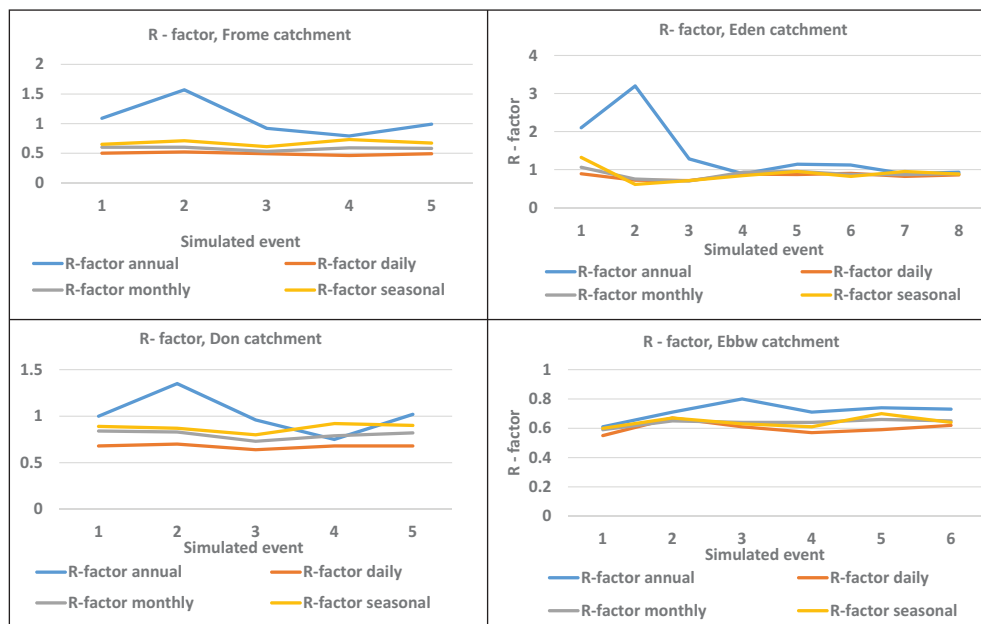 R - factor, Frome catchment
2
1.5
1
0.5
0
1 2 3 4 5
Simulated event
R-factor annual R-factor daily
R-factor monthly R-factor seasonal
R- factor, Eden catchment
R - factor
4
3
2
1
0
1 2 3 4 5 6 7 8
Simulated event
R-factor annual R-factor daily
R-factor monthly R-factor seasonal
R- factor, Don catchment
1.5
1
0.5
0
1 2 3 4 5
Simulated event
R-factor annual R-factor daily
R-factor monthly R-factor seasonal
R - factor, Ebbw catchment
R - factor
1
0.8
0.6
0.4
0.2
0
1 2 3 4 5 6
Simulated event
R-factor annual R-factor daily
R-factor monthly R-factor seasonal